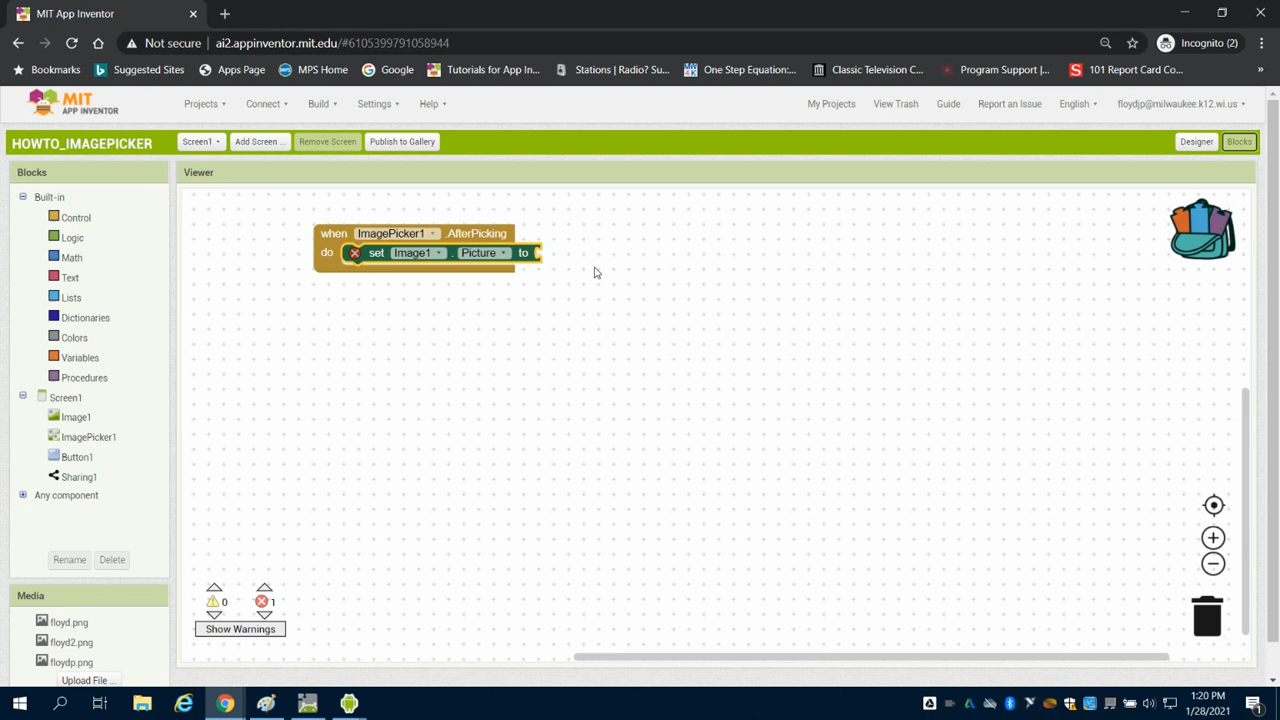 MIT App Inventor
Not secure ai2.appinventor.mit.edu/#6105399791058944 Incognito (2)
Bookmarks Suggested Sites Apps Page MPS Home Google Tutorials for App In... Stations | Radio? Su... One Step Equation:... Classic Television C... Program Support |... 101 Report Card Co... »
MIT APP INVENTOR Projects Connect Build Settings Help My Projects View Trash Guide Report an Issue English floydjp@milwaukee.k12.wi.us
HOWTO_IMAGEPICKER Screen1 Add Screen ... Remove Screen Publish to Gallery Designer Blocks
Blocks Viewer
Built-in
Control
Logic
Math
Text
Lists
Dictionaries
Colors
Variables
Procedures
Screen1
Image1
ImagePicker1
Button1
Sharing1
Any component
Rename Delete
Media
floyd.png
floyd2.png
floydp.png
Upload File ...
when ImagePicker1 .AfterPicking
do set Image1 . Picture to
0 1
Show Warnings
1:20 PM
1/28/2021